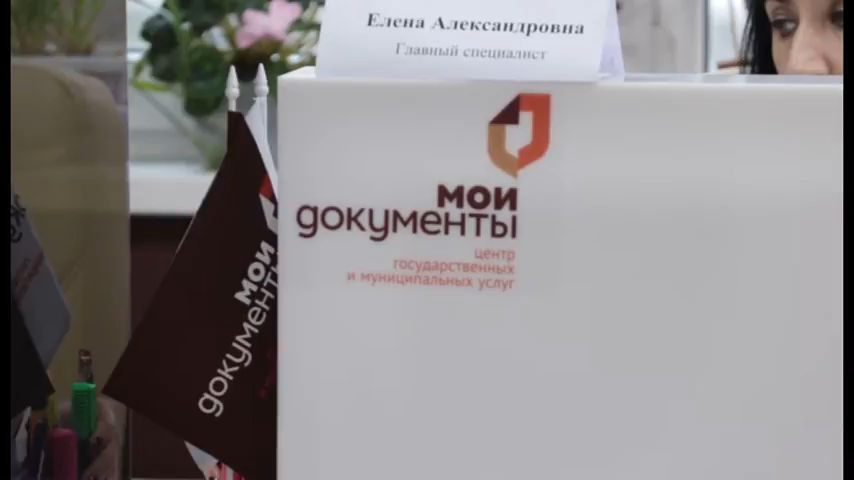 Елена Александровна
Главный специалист
мои
документы
центр
государственных
и муниципальных услуг
мои
документы